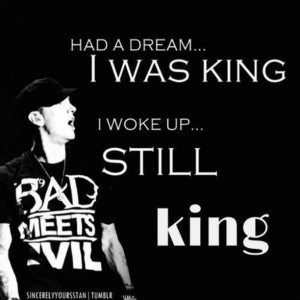 HAD A DREAM...
I WAS KING
I WOKE UP...
STILL
king
BAD
MEETS
EVIL
SINCERELYYOURSSTAN | TUMBLR